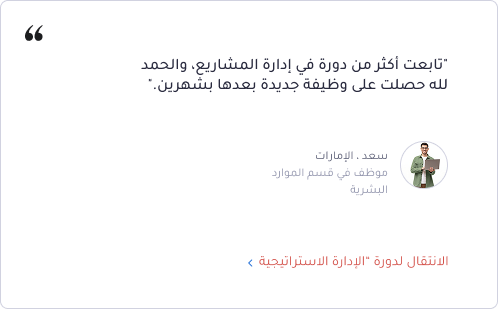 ❝
"تابعت أكثر من دورة في إدارة المشاريع، والحمد
لله حصلت على وظيفة جديدة بعدها بشهرين."
سعد ، الإمارات
موظف في قسم الموارد
البشرية
الانتقال لدورة "الإدارة الاستراتيجية